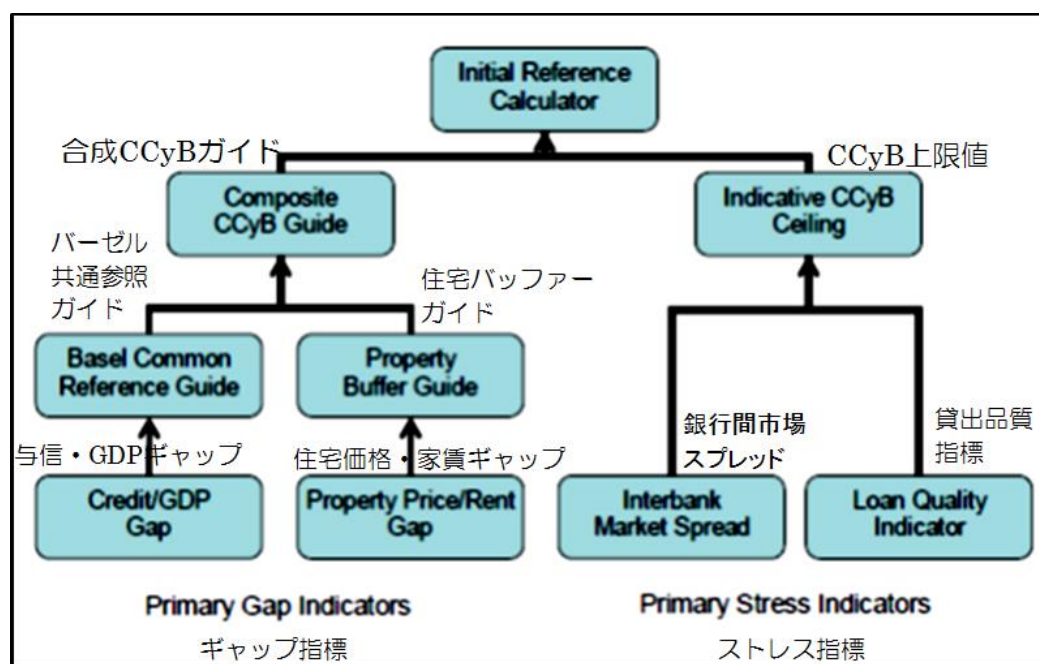 Initial Reference
Calculator
合成CCyBガイド
CCyB上限値
Composite
CCyB Guide
Indicative CCyB
Ceiling
バーゼル
共通参照
ガイド
住宅バッファー
ガイド
Basel Common
Reference Guide
Property
Buffer Guide
与信・GDPギャップ
住宅価格・家賃ギャップ
銀行間市場
スプレッド
貸出品質
指標
Credit/GDP
Gap
Property Price/Rent
Gap
Interbank
Market Spread
Loan Quality
Indicator
Primary Gap Indicators
Primary Stress Indicators
ギャップ指標
ストレス指標